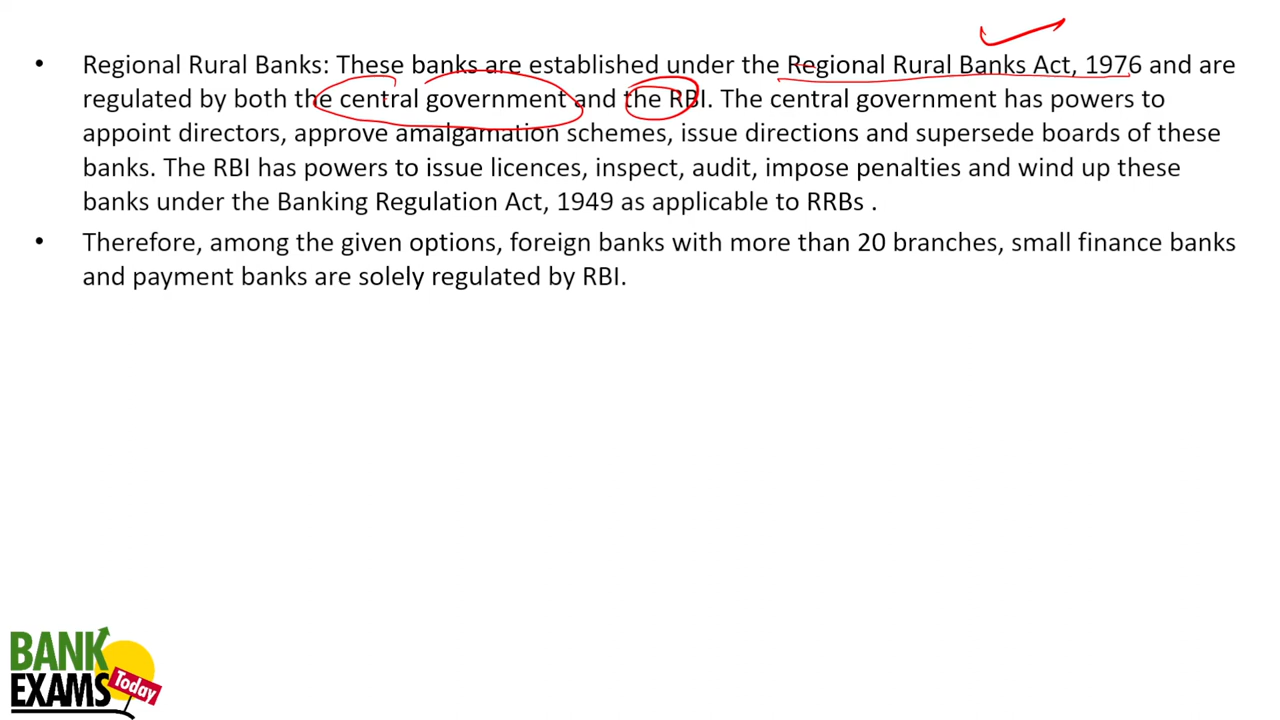 • Regional Rural Banks: These banks are established under the Regional Rural Banks Act, 1976 and are
regulated by both the central government and the RBI. The central government has powers to
appoint directors, approve amalgamation schemes, issue directions and supersede boards of these
banks. The RBI has powers to issue licences, inspect, audit, impose penalties and wind up these
banks under the Banking Regulation Act, 1949 as applicable to RRBs .
• Therefore, among the given options, foreign banks with more than 20 branches, small finance banks
and payment banks are solely regulated by RBI.
BANK
EXAMS Today